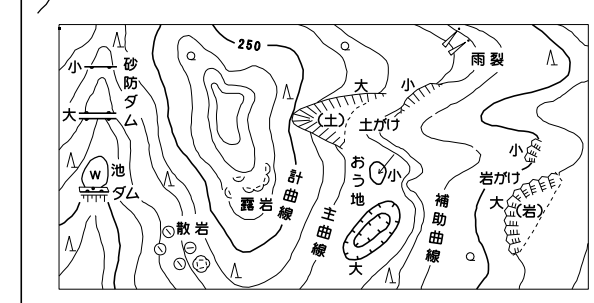 250
小
砂防ダム
大
池
W
ダム
露岩
散岩
計曲線
主曲線
大
小
(土)
土がけ
おう地
小
大
補助曲線
雨裂
小
岩がけ
大
(岩)